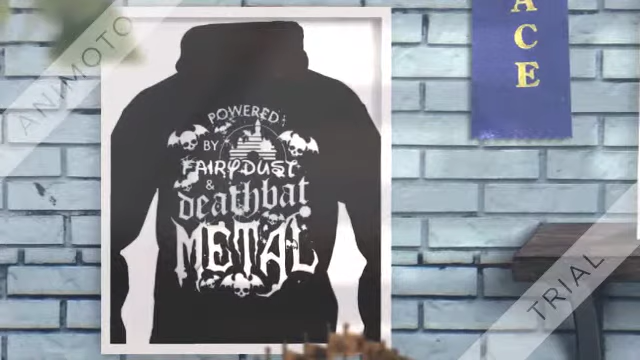 POWERED
BY
FAIRYDUST
&
deathbat
METAL
ACE
ANIMOTO
TRIAL